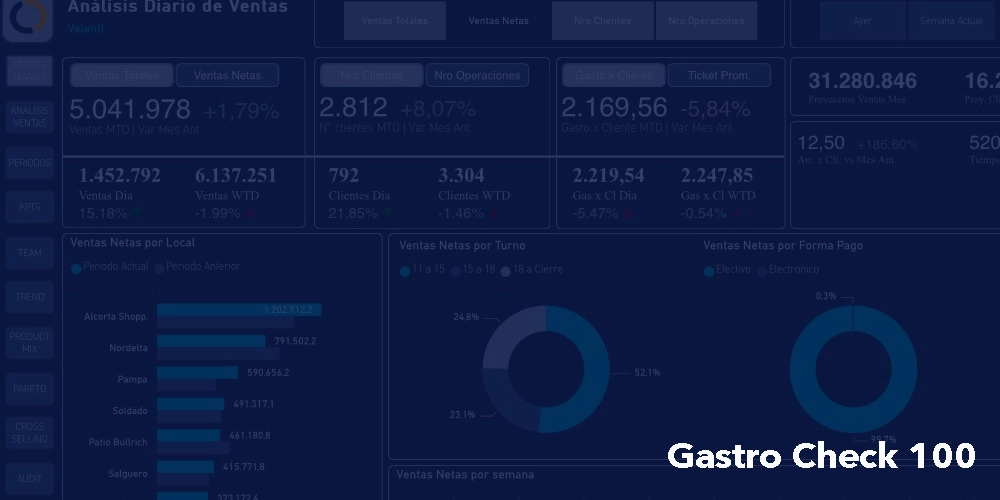 Análisis Diario de Ventas
Valenti
Ventas Totales
Ventas Netas
Nro Clientes
Nro Operaciones
Ayer
Semana Actual
VENTAS DIARIAS
ANALISIS VENTAS
PERIODOS
KPI'S
TEAM
TREND
PRODUCT MIX
PARETO
CROSS SELLING
AUDIT
Ventas Totales
Ventas Netas
5.041.978 +1,79%
Ventas MTD | Var Mes Ant
1.452.792 6.137.251
Ventas Dia Ventas WTD
15.18% -1.99%
Nro Clientes
Nro Operaciones
2.812 +8,07%
N° clientes MTD | Var Mes Ant
792 3.304
Clientes Dia Clientes WTD
21.85% -1.46%
Gasto x Cliente
Ticket Prom.
2.169,56 -5,84%
Gasto x Cliente MTD | Var Mes Ant
2.219,54 2.247,85
Gas x Cl Dia Gas x Cl WTD
-5.47% -0.54%
31.280.846 16.2
Proyeccion Ventas Mes Proy. C
12,50 +186,60% 520
Art. x Cl. vs Mes Ant. Tiemp
Ventas Netas por Local
Periodo Actual Periodo Anterior
Alcorta Shopp. 1.202.712,2
Nordelta 791.502,2
Pampa 590.656,2
Soldado 491.317,1
Patio Bullrich 461.180,8
Salguero 415.771,8
373.172,6
Ventas Netas por Turno
11 a 15 15 a 18 18 a Cierre
24,8%
52,1%
23,1%
Ventas Netas por Forma Pago
Efectivo Electronico
0,3%
99,7%
Ventas Netas por semana
Gastro Check 100